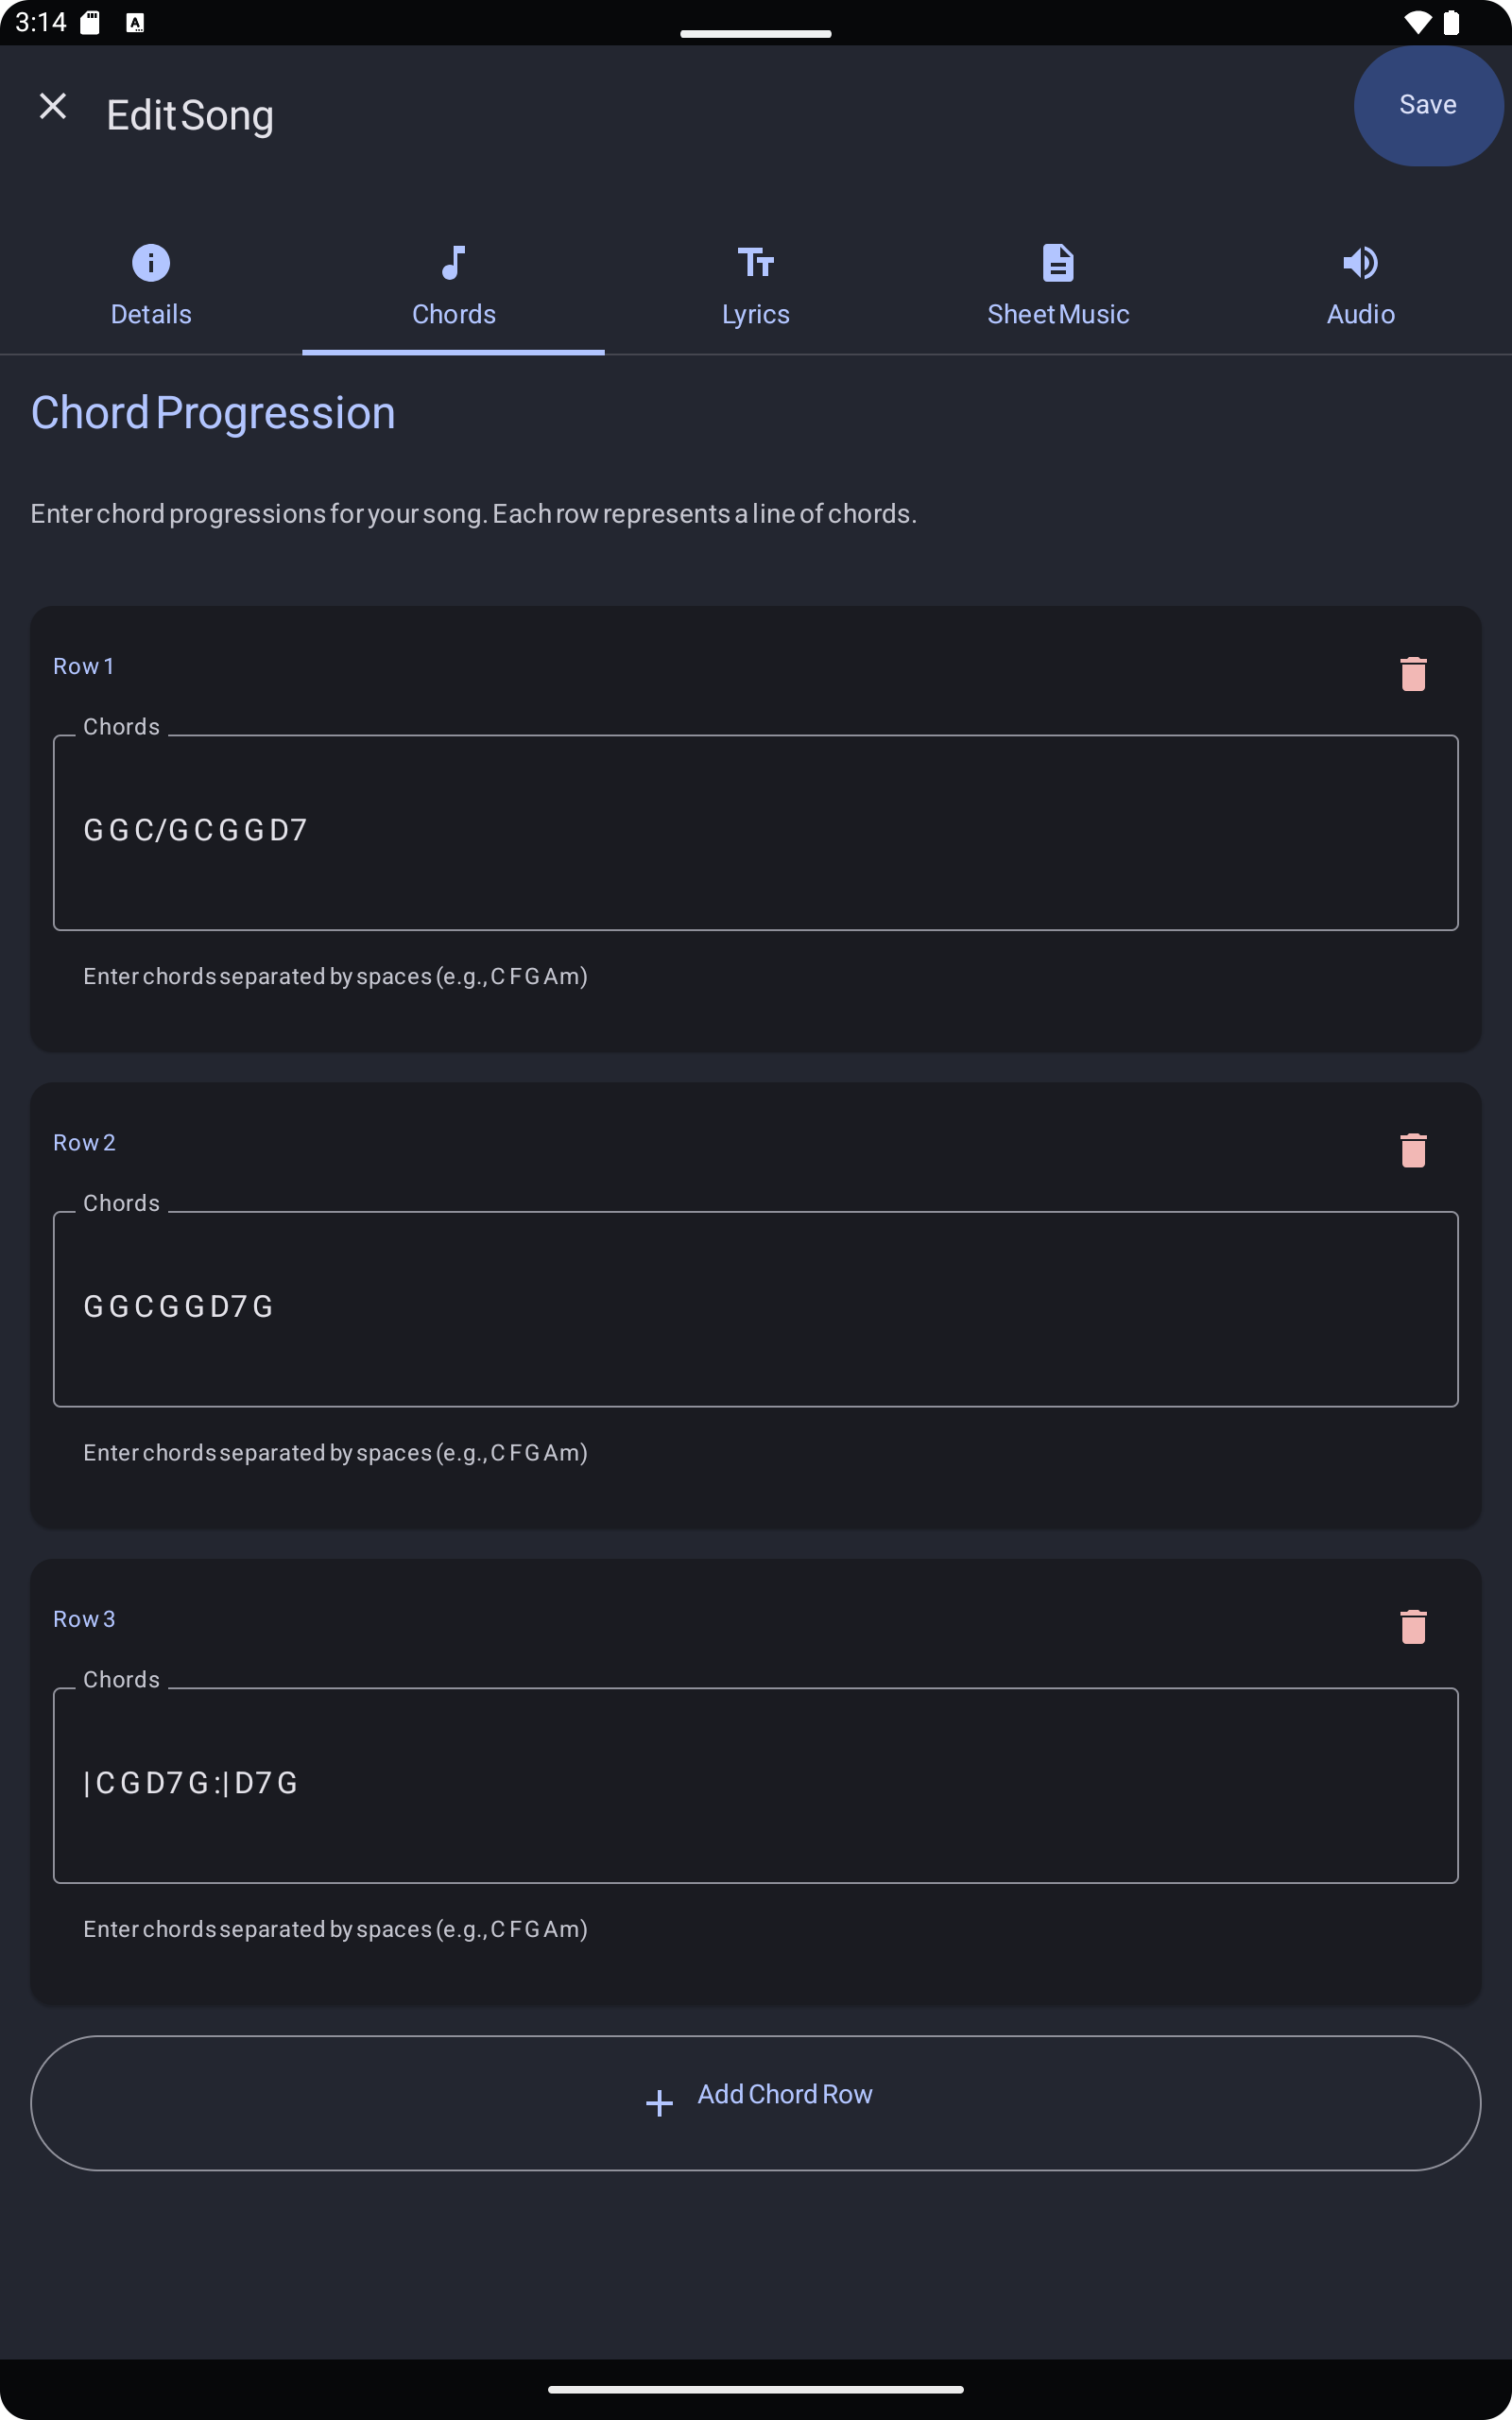 3:14
Edit Song
Save
Details
Chords
Lyrics
Sheet Music
Audio
Chord Progression
Enter chord progressions for your song. Each row represents a line of chords.
Row 1
Chords
G G C/G C G G D7
Enter chords separated by spaces (e.g., C F G Am)
Row 2
Chords
G G C G G D7 G
Enter chords separated by spaces (e.g., C F G Am)
Row 3
Chords
| C G D7 G :| D7 G
Enter chords separated by spaces (e.g., C F G Am)
Add Chord Row